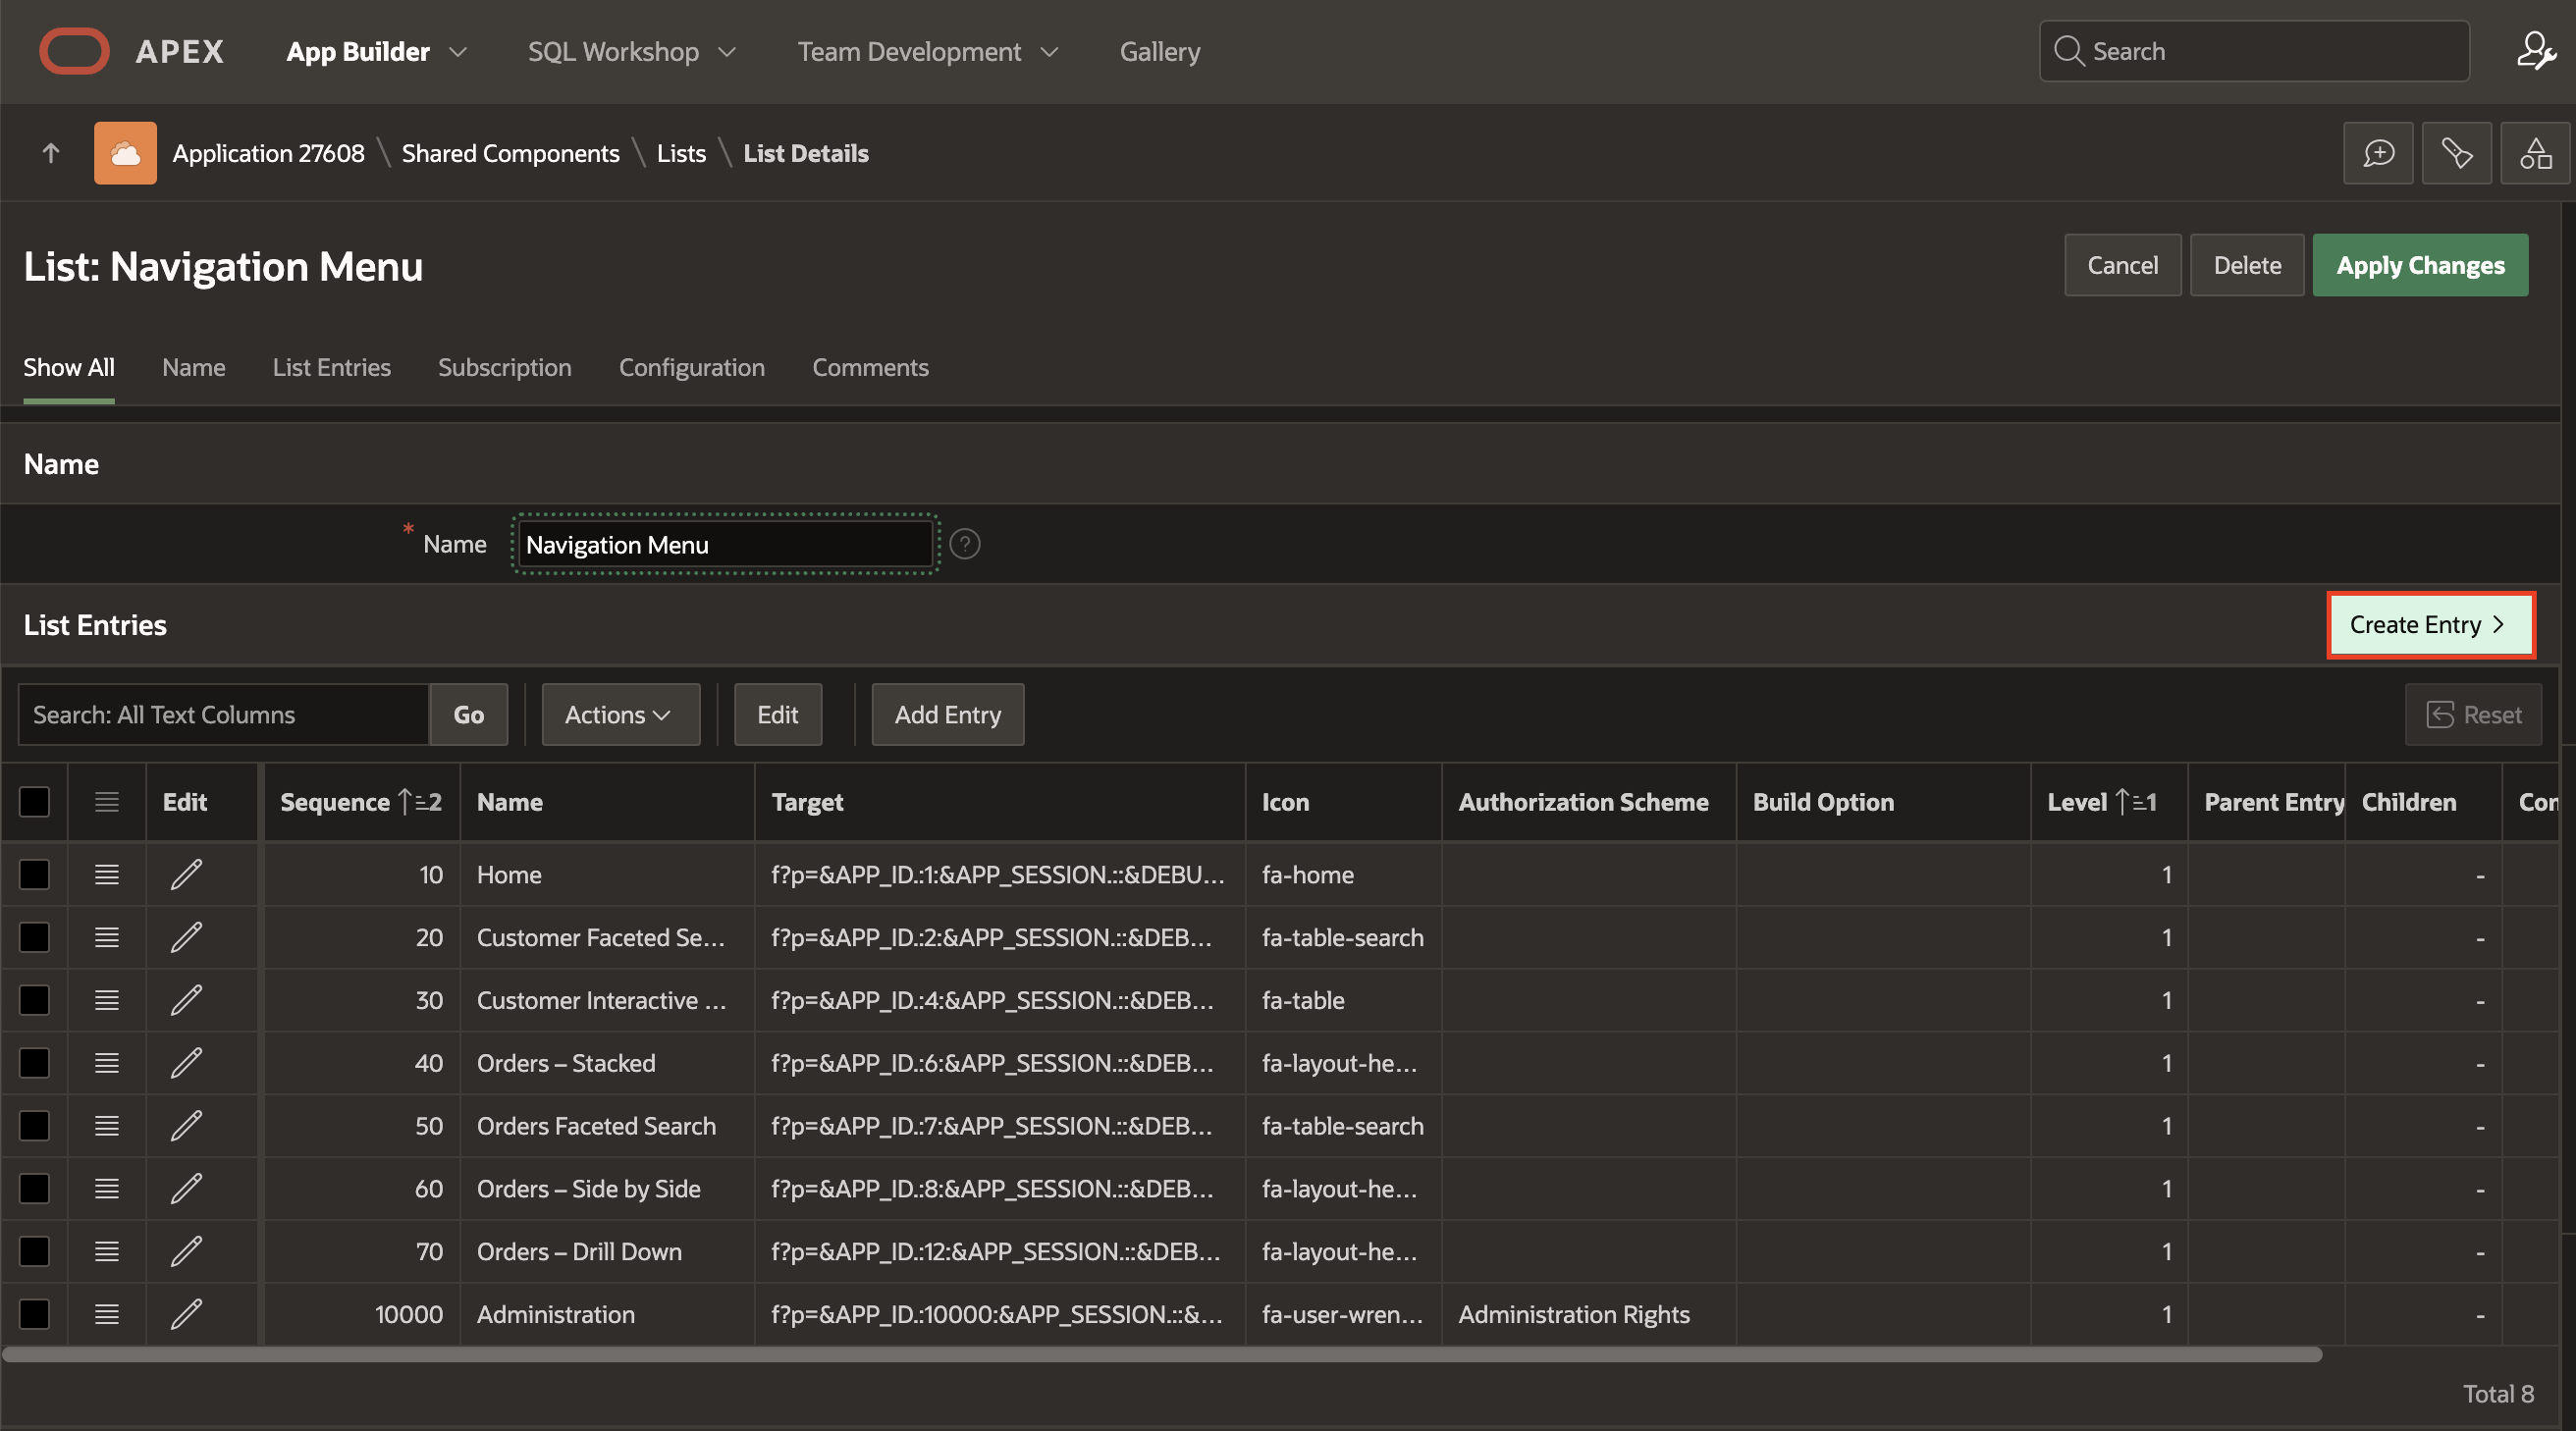 APEX App Builder SQL Workshop Team Development Gallery Search
Application 27608 \ Shared Components \ Lists \ List Details
List: Navigation Menu Cancel Delete Apply Changes
Show All Name List Entries Subscription Configuration Comments
Name
* Name Navigation Menu ?
List Entries Create Entry >
Search: All Text Columns Go Actions Edit Add Entry Reset
Edit Sequence 2 Name Target Icon Authorization Scheme Build Option Level 1 Parent Entry Children Con
10 Home f?p=&APP_ID.:1:&APP_SESSION.::&DEBU... fa-home 1 -
20 Customer Faceted Se... f?p=&APP_ID.:2:&APP_SESSION.::&DEB... fa-table-search 1 -
30 Customer Interactive ... f?p=&APP_ID.:4:&APP_SESSION.::&DEB... fa-table 1 -
40 Orders – Stacked f?p=&APP_ID.:6:&APP_SESSION.::&DEB... fa-layout-he... 1 -
50 Orders Faceted Search f?p=&APP_ID.:7:&APP_SESSION.::&DEB... fa-table-search 1 -
60 Orders – Side by Side f?p=&APP_ID.:8:&APP_SESSION.::&DEB... fa-layout-he... 1 -
70 Orders – Drill Down f?p=&APP_ID.:12:&APP_SESSION.::&DEB... fa-layout-he... 1 -
10000 Administration f?p=&APP_ID.:10000:&APP_SESSION.::&... fa-user-wren... Administration Rights 1 -
Total 8